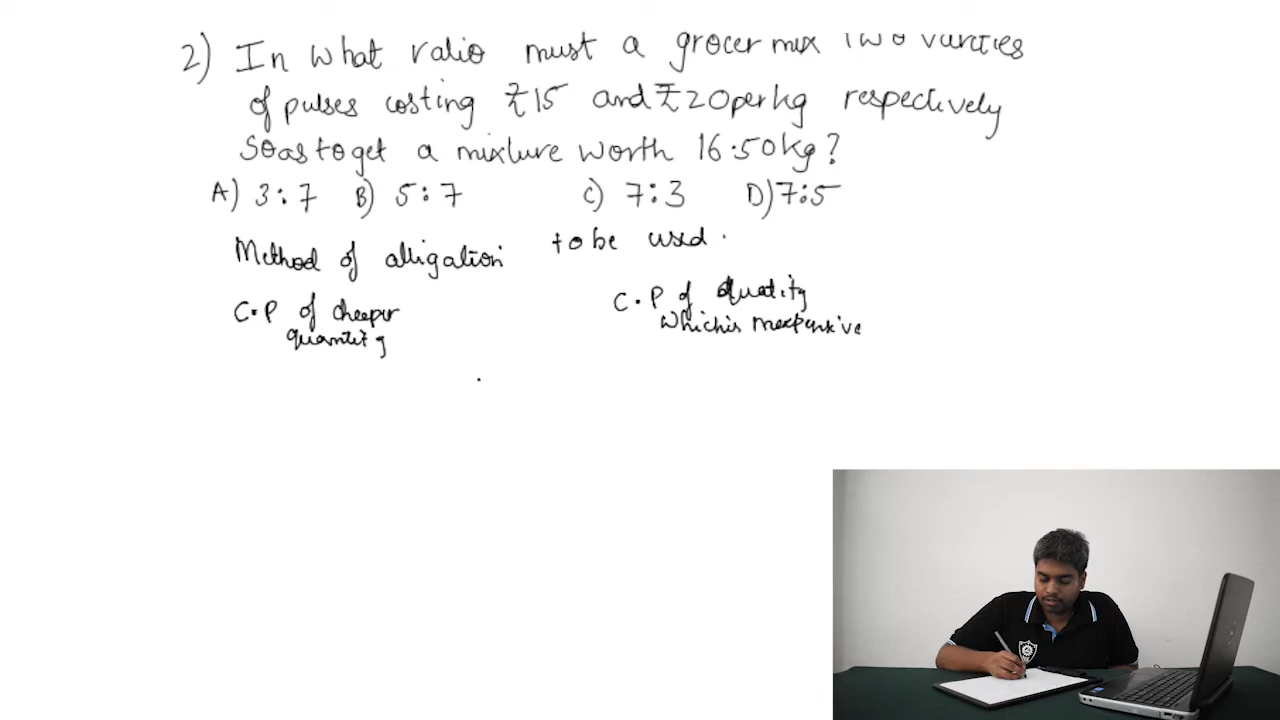 2) In what ratio must a grocer mix two varities
of pulses costing ₹15 and ₹20 per kg respectively
so as to get a mixture worth 16.50 kg?
A) 3:7 B) 5:7 C) 7:3 D) 7:5
Method of alligation to be used.
C.P of cheeper
quantity
C.P of quality
which is inexpensive